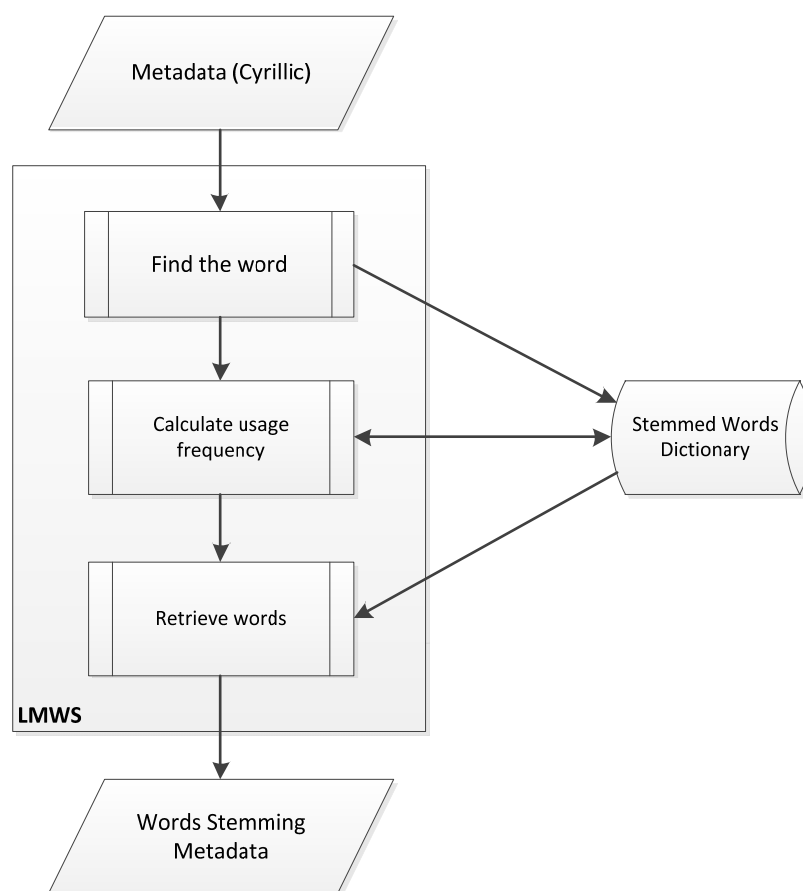 Metadata (Cyrillic)
Find the word
Calculate usage
frequency
Stemmed Words
Dictionary
Retrieve words
LMWS
Words Stemming
Metadata